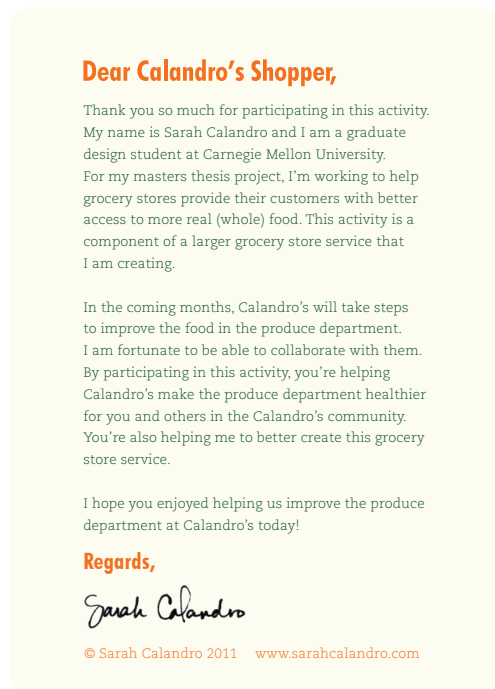 Dear Calandro's Shopper,
Thank you so much for participating in this activity.
My name is Sarah Calandro and I am a graduate
design student at Carnegie Mellon University.
For my masters thesis project, I'm working to help
grocery stores provide their customers with better
access to more real (whole) food. This activity is a
component of a larger grocery store service that
I am creating.
In the coming months, Calandro's will take steps
to improve the food in the produce department.
I am fortunate to be able to collaborate with them.
By participating in this activity, you're helping
Calandro's make the produce department healthier
for you and others in the Calandro's community.
You're also helping me to better create this grocery
store service.
I hope you enjoyed helping us improve the produce
department at Calandro's today!
Regards,
Sarah Calandro
© Sarah Calandro 2011 www.sarahcalandro.com